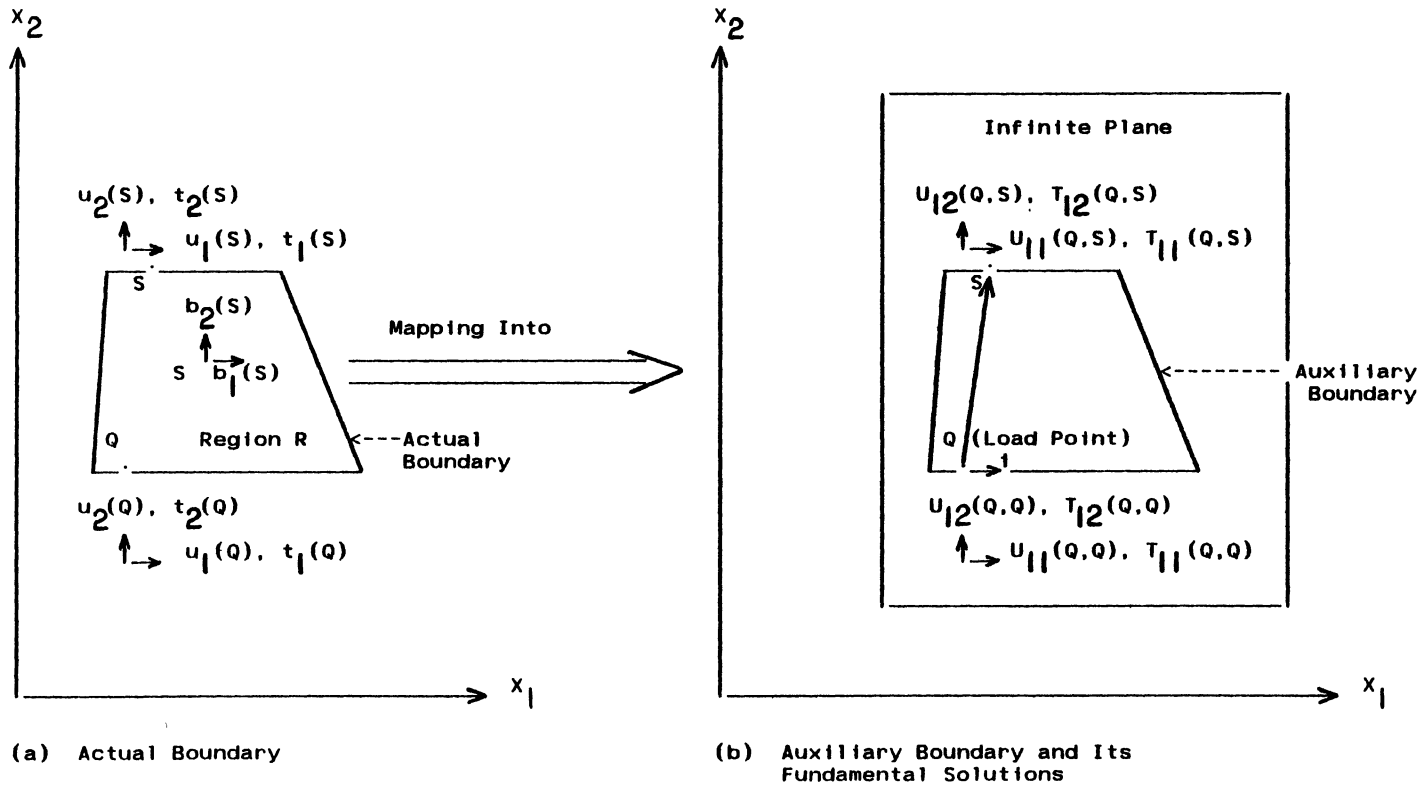 x2
u2(S), t2(S)
u1(S), t1(S)
S
b2(S)
S b1(S)
Q Region R
Actual
Boundary
u2(Q), t2(Q)
u1(Q), t1(Q)
x1
(a) Actual Boundary
Mapping Into
x2
Infinite Plane
U12(Q,S), T12(Q,S)
U11(Q,S), T11(Q,S)
S
Auxiliary
Boundary
Q (Load Point)
1
U12(Q,Q), T12(Q,Q)
U11(Q,Q), T11(Q,Q)
x1
(b) Auxiliary Boundary and Its
Fundamental Solutions